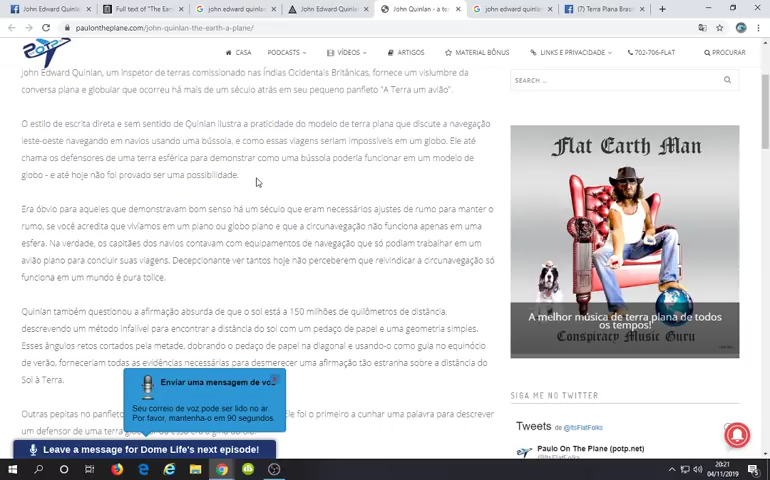 John Edward Quinlan
Full text of "The Eart
john edward quinlan
John Edward Quinlan
John Quinlan - a terr
john edward quinlan
(7) Terra Plana Brasil
paulontheplane.com/john-quinlan-the-earth-a-plane/
CASA
PODCASTS
VÍDEOS
ARTIGOS
MATERIAL BÔNUS
LINKS E PRIVACIDADE
702-706-FLAT
PROCURAR
John Edward Quinlan, um inspetor de terras comissionado nas Índias Ocidentais Britânicas, fornece um vislumbre da
conversa plana e globular que ocorreu há mais de um século atrás em seu pequeno panfleto "A Terra um avião".
O estilo de escrita direta e sem sentido de Quinlan ilustra a praticidade do modelo de terra plana que discute a navegação
leste-oeste navegando em navios usando uma bússola, e como essas viagens seriam impossíveis em um globo. Ele até
chama os defensores de uma terra esférica para demonstrar como uma bússola poderia funcionar em um modelo de
globo - e até hoje não foi provado ser uma possibilidade.
Era óbvio para aqueles que demonstravam bom senso há um século que eram necessários ajustes de rumo para manter o
rumo, se você acredita que vivíamos em um plano ou globo plano e que a circunavegação não funciona apenas em uma
esfera. Na verdade, os capitães dos navios contavam com equipamentos de navegação que só podiam trabalhar em um
avião plano para concluir suas viagens. Decepcionante ver tantos hoje não perceberem que reivindicar a circunavegação só
funciona em um mundo é pura tolice.
Quinlan também questionou a afirmação absurda de que o sol está a 150 milhões de quilômetros de distância,
descrevendo um método infalível para encontrar a distância do sol com um pedaço de papel e uma geometria simples.
Esses ângulos retos cortados pela metade, dobrando o pedaço de papel na diagonal e usando-o como guia no equinócio
de verão, forneceriam todas as evidências necessárias para desmerecer uma afirmação tão estranha sobre a distância do
Sol à Terra.
Outras pepitas no panfleto
Ele foi o primeiro a cunhar uma palavra para descrever
um defensor de uma terra
Enviar uma mensagem de voz
Seu correio de voz pode ser lido no ar.
Por favor, mantenha-o em 90 segundos.
Leave a message for Dome Life's next episode!
SEARCH ...
Flat Earth Man
A melhor música de terra plana de todos
os tempos!
Conspiracy Music Guru
SIGA ME NO TWITTER
Tweets de @ItsFlatFolks
Paulo On The Plane (potp.net)
@ItsFlatFolks
20:21
04/11/2019